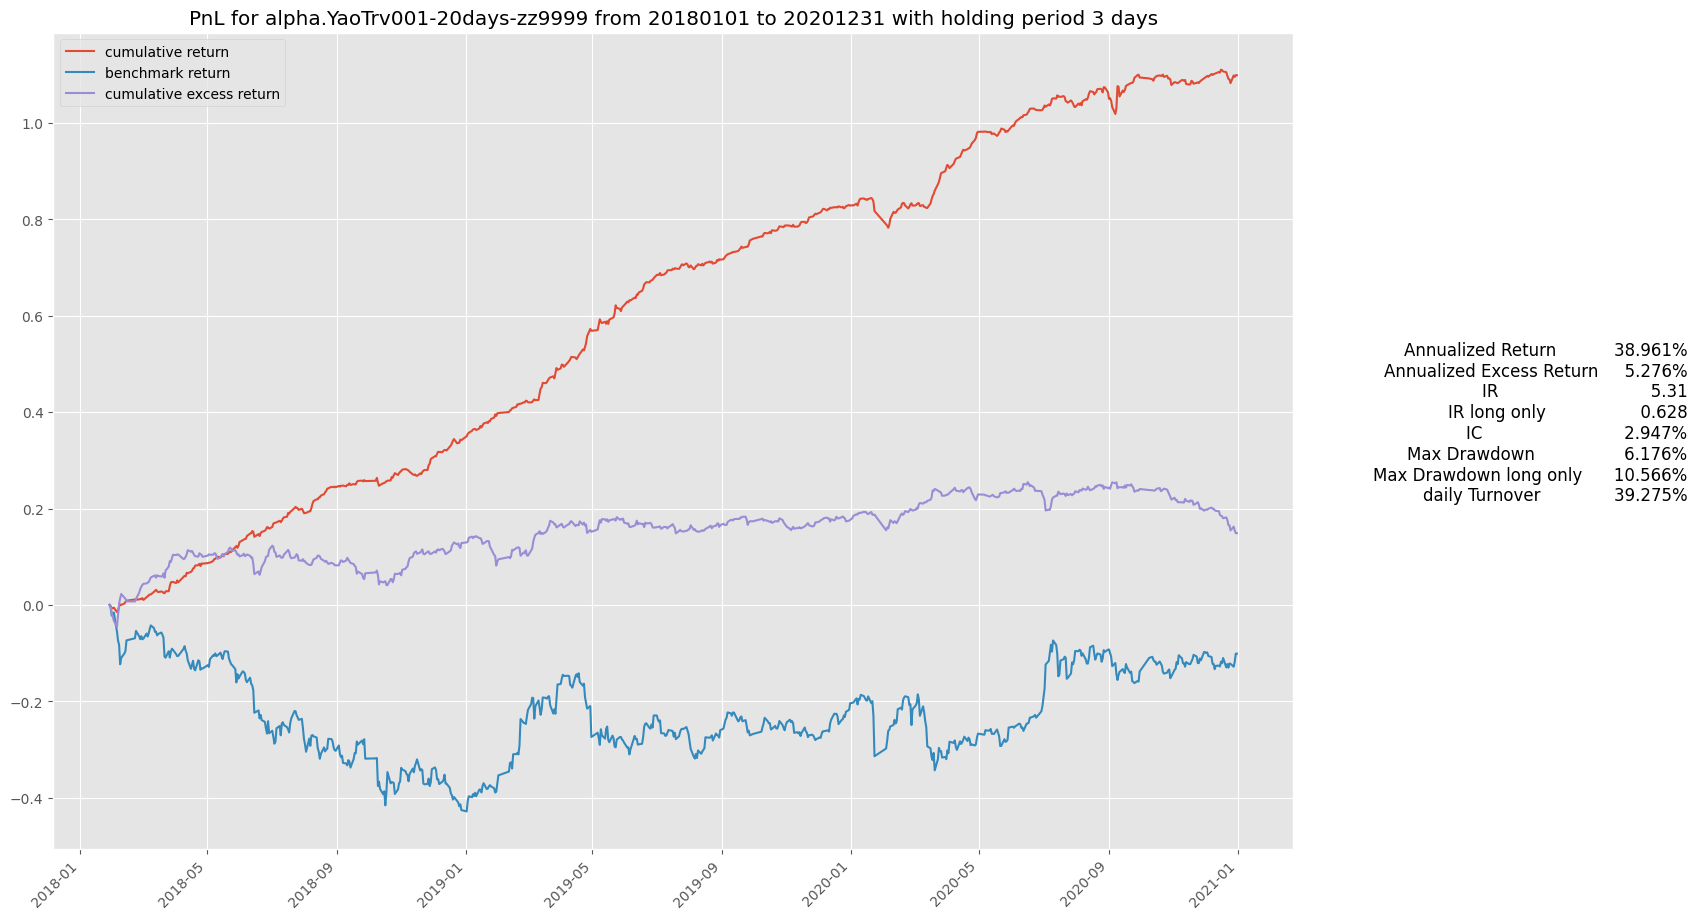 PnL for alpha.YaoTrv001-20days-zz9999 from 20180101 to 20201231 with holding period 3 days
cumulative return
benchmark return
cumulative excess return
1.0
0.8
0.6
0.4
0.2
0.0
−0.2
−0.4
2018-01
2018-05
2018-09
2019-01
2019-05
2019-09
2020-01
2020-05
2020-09
2021-01
Annualized Return 38.961%
Annualized Excess Return 5.276%
IR 5.31
IR long only 0.628
IC 2.947%
Max Drawdown 6.176%
Max Drawdown long only 10.566%
daily Turnover 39.275%